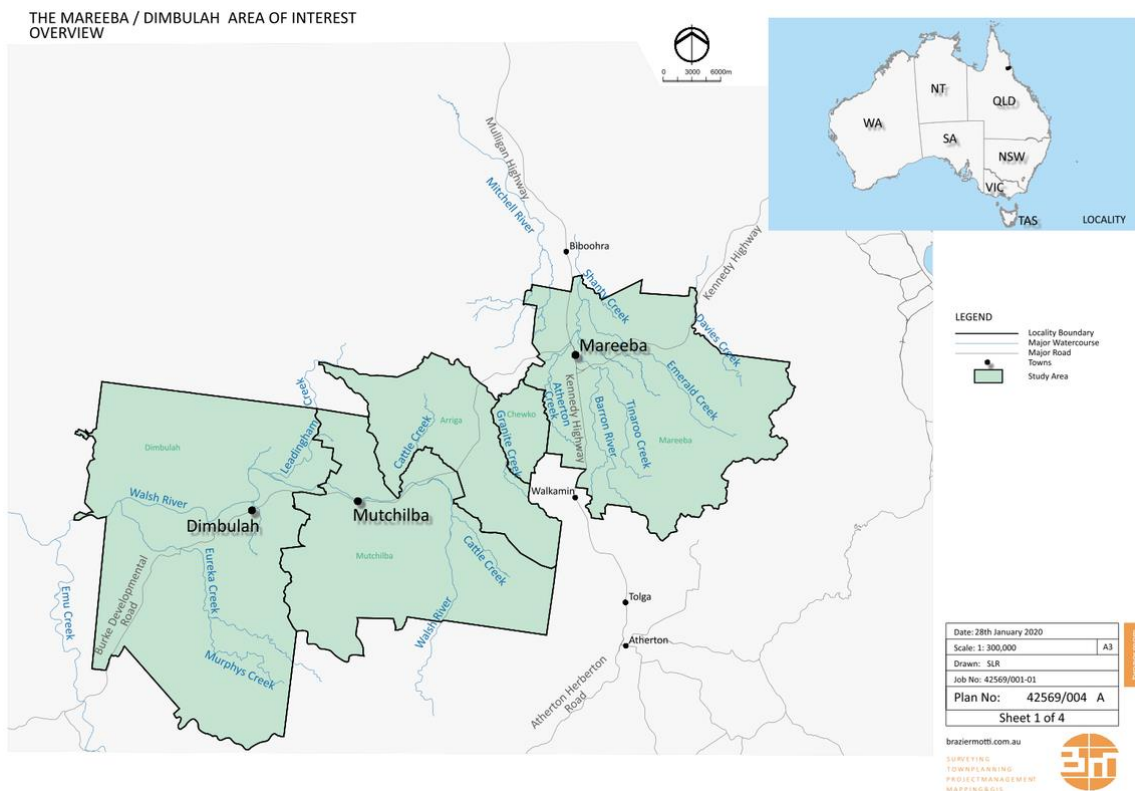 THE MAREEBA / DIMBULAH AREA OF INTEREST
OVERVIEW
0 3000 6000m
NT
QLD
WA
SA
NSW
VIC
TAS
LOCALITY
Mulligan Highway
Mitchell River
Biboohra
Kennedy Highway
Shanty Creek
Davies Creek
Mareeba
Emerald Creek
Kennedy Highway
Atherton
Creek
Barron River
Tinaroo Creek
Mareeba
Leadingham Creek
Arriga
Chewko
Cattle Creek
Granite Creek
Dimbulah
Walsh River
Dimbulah
Mutchilba
Walkamin
Mutchilba
Cattle Creek
Eureka Creek
Burke Developmental
Road
Emu Creek
Murphys Creek
Walsh River
Tolga
Atherton
Atherton Herberton
Road
LEGEND
Locality Boundary
Major Watercourse
Major Road
Towns
Study Area
Date: 28th January 2020
Scale: 1: 300,000 A3
Drawn: SLR
Job No: 42569/001-01
Plan No: 42569/004 A
Sheet 1 of 4
braziermotti.com.au
SURVEYING
TOWNPLANNING
PROJECTMANAGEMENT
MAPPING&GIS